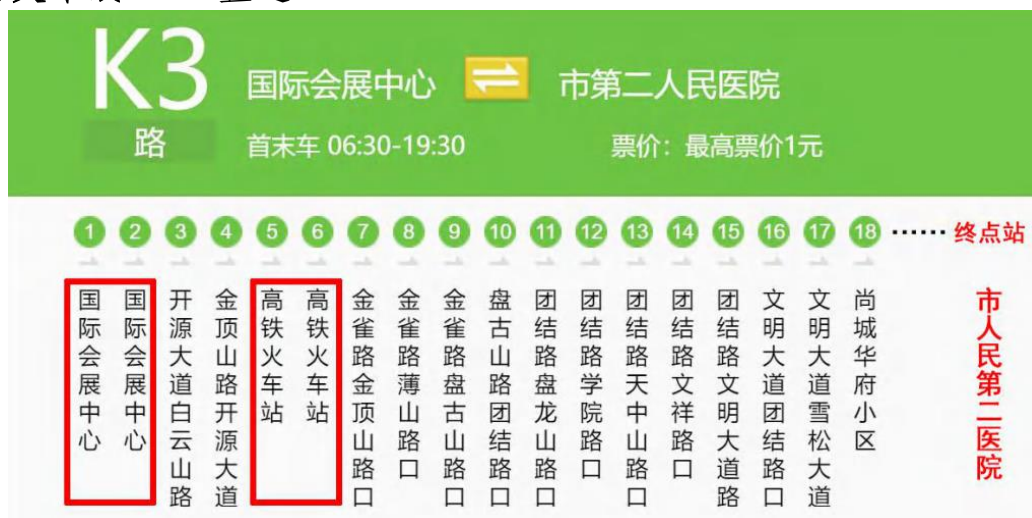 K3
路
国际会展中心
市第二人民医院
首末车 06:30-19:30
票价：最高票价1元
1 2 3 4 5 6 7 8 9 10 11 12 13 14 15 16 17 18 ······ 终点站
国际会展中心
国际会展中心
开源大道白云山路
金顶山路开源大道
高铁火车站
高铁火车站
金雀路金顶山路口
金雀路薄山路口
金雀路盘古山路口
盘古山路团结路口
团结路盘龙山路口
团结路学院路口
团结路天中山路口
团结路文祥路口
团结路文明大道路
文明大道团结路口
文明大道雪松大道
尚城华府小区
市人民第二医院